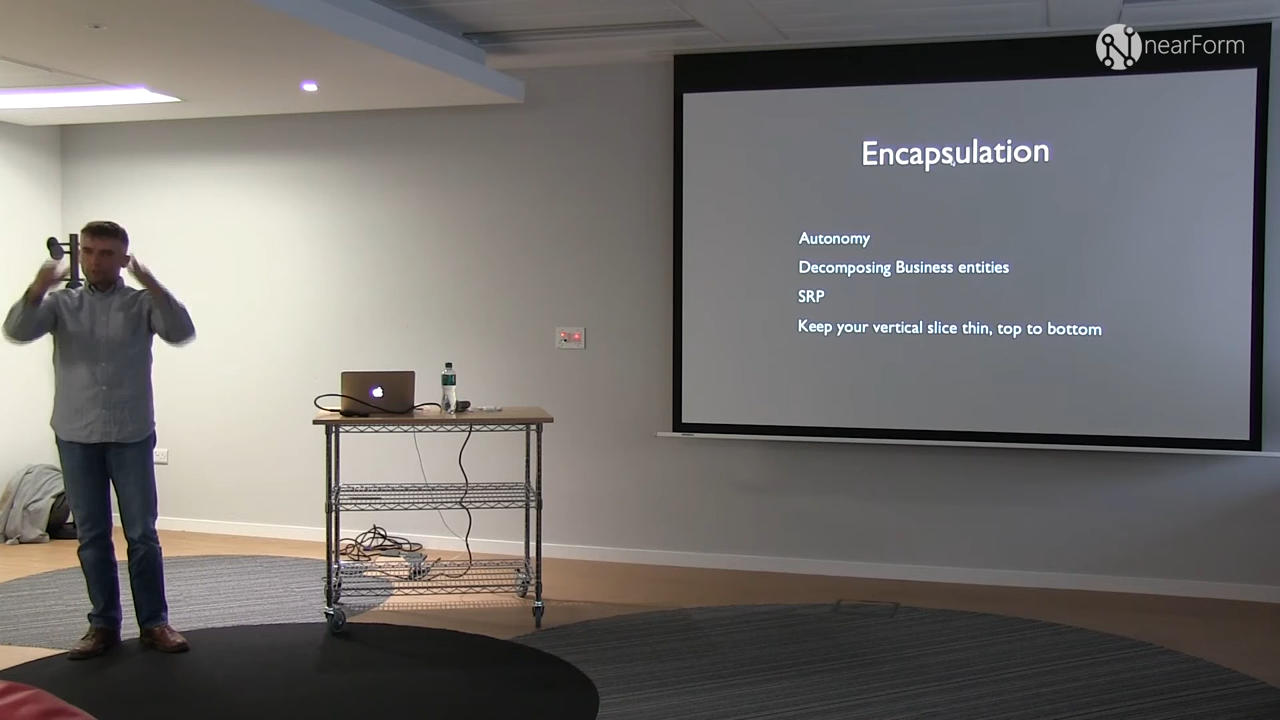 nearForm
Encapsulation
Autonomy
Decomposing Business entities
SRP
Keep your vertical slice thin, top to bottom